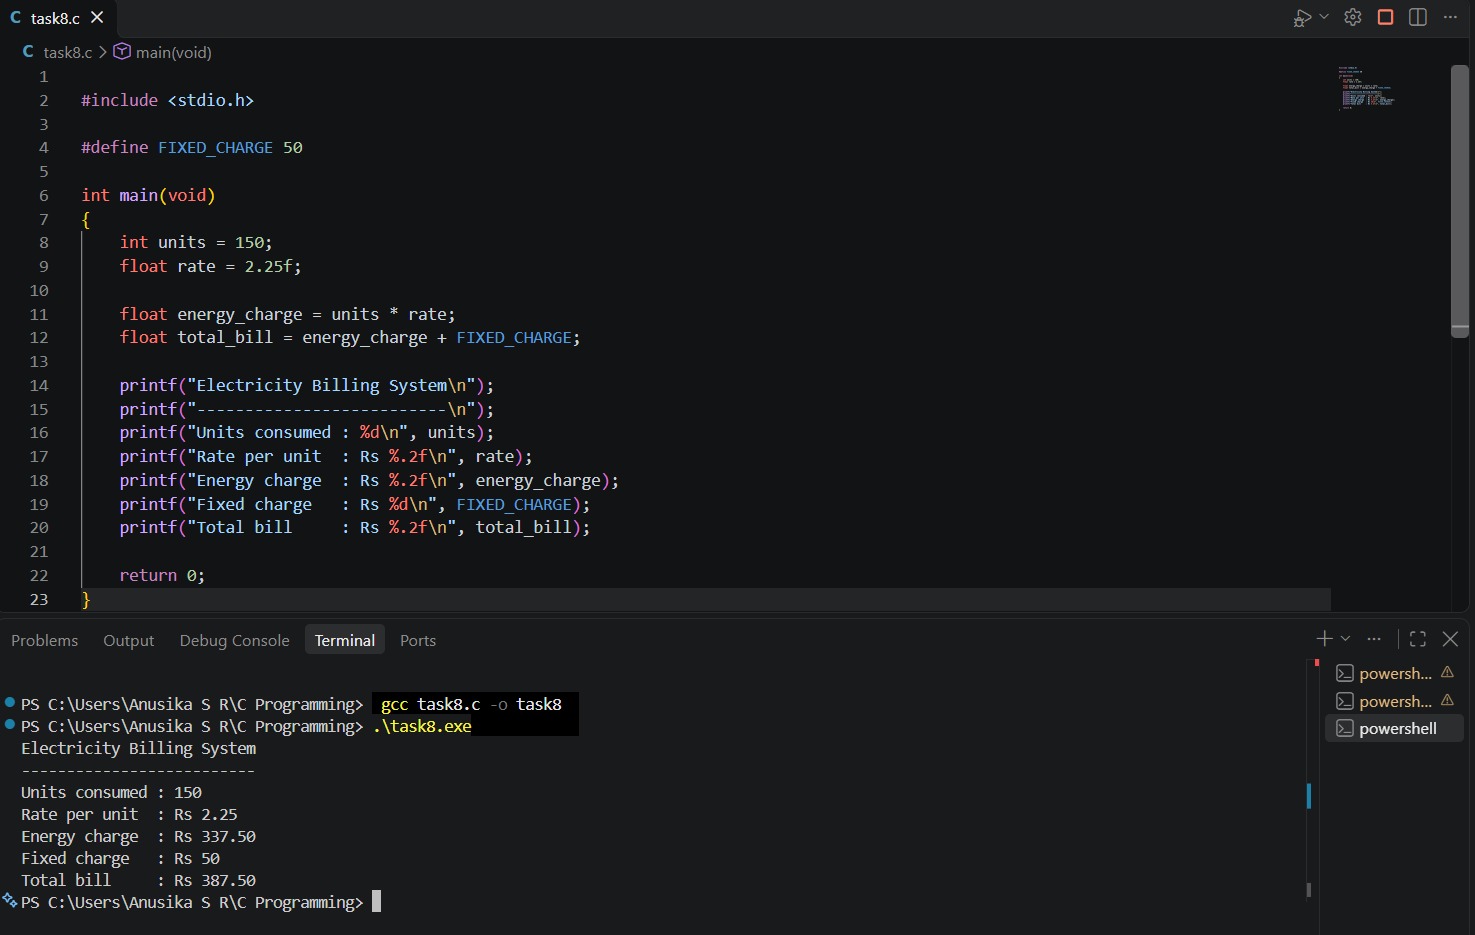 C task8.c
C task8.c > main(void)
1
2 #include <stdio.h>
3
4 #define FIXED_CHARGE 50
5
6 int main(void)
7 {
8     int units = 150;
9     float rate = 2.25f;
10
11     float energy_charge = units * rate;
12     float total_bill = energy_charge + FIXED_CHARGE;
13
14     printf("Electricity Billing System\n");
15     printf("--------------------------\n");
16     printf("Units consumed : %d\n", units);
17     printf("Rate per unit  : Rs %.2f\n", rate);
18     printf("Energy charge  : Rs %.2f\n", energy_charge);
19     printf("Fixed charge   : Rs %d\n", FIXED_CHARGE);
20     printf("Total bill     : Rs %.2f\n", total_bill);
21
22     return 0;
23 }
Problems Output Debug Console Terminal Ports
powersh...
powersh...
powershell
PS C:\Users\Anusika S R\C Programming> gcc task8.c -o task8
PS C:\Users\Anusika S R\C Programming> .\task8.exe
Electricity Billing System
--------------------------
Units consumed : 150
Rate per unit  : Rs 2.25
Energy charge  : Rs 337.50
Fixed charge   : Rs 50
Total bill     : Rs 387.50
PS C:\Users\Anusika S R\C Programming>